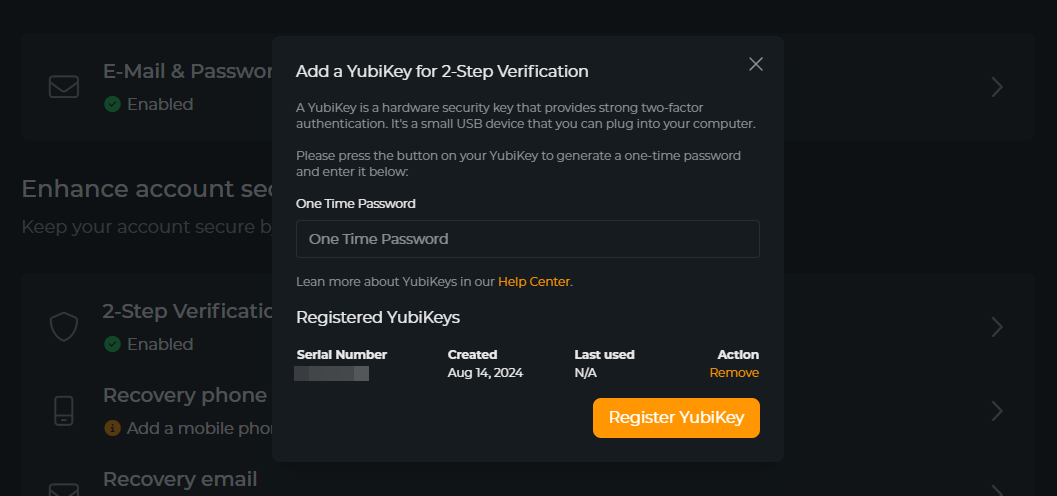 E-Mail & Passwor
Enabled
Enhance account sec
Keep your account secure b
2-Step Verificatio
Enabled
Recovery phone
Add a mobile pho
Recovery email
Add a YubiKey for 2-Step Verification
A YubiKey is a hardware security key that provides strong two-factor
authentication. It's a small USB device that you can plug into your computer.
Please press the button on your YubiKey to generate a one-time password
and enter it below:
One Time Password
One Time Password
Lean more about YubiKeys in our Help Center.
Registered YubiKeys
Serial Number Created Last used Action
Aug 14, 2024 N/A Remove
Register YubiKey